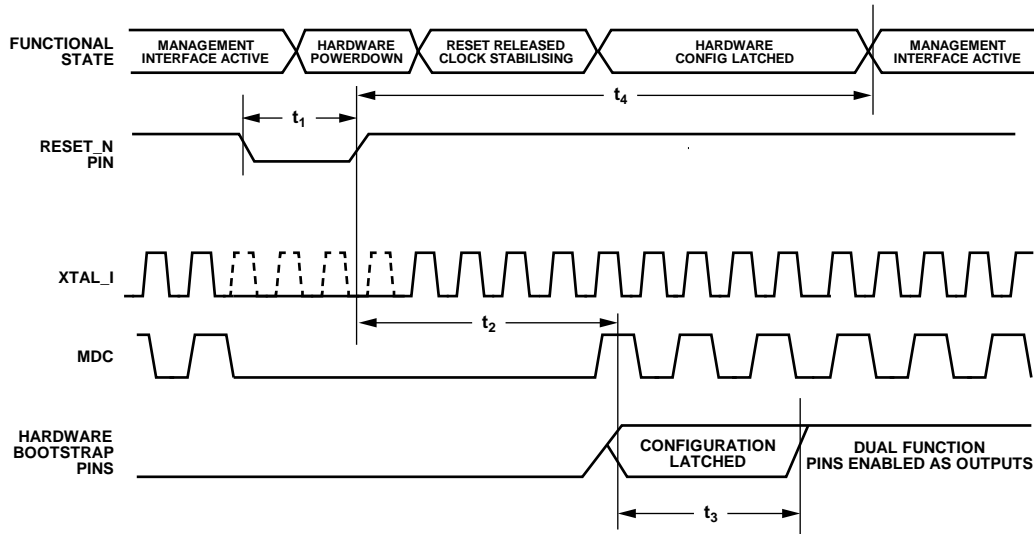 FUNCTIONAL
STATE
MANAGEMENT
INTERFACE ACTIVE
HARDWARE
POWERDOWN
RESET RELEASED
CLOCK STABILISING
HARDWARE
CONFIG LATCHED
MANAGEMENT
INTERFACE ACTIVE
t4
t1
RESET_N
PIN
XTAL_I
t2
MDC
HARDWARE
BOOTSTRAP
PINS
CONFIGURATION
LATCHED
DUAL FUNCTION
PINS ENABLED AS OUTPUTS
t3